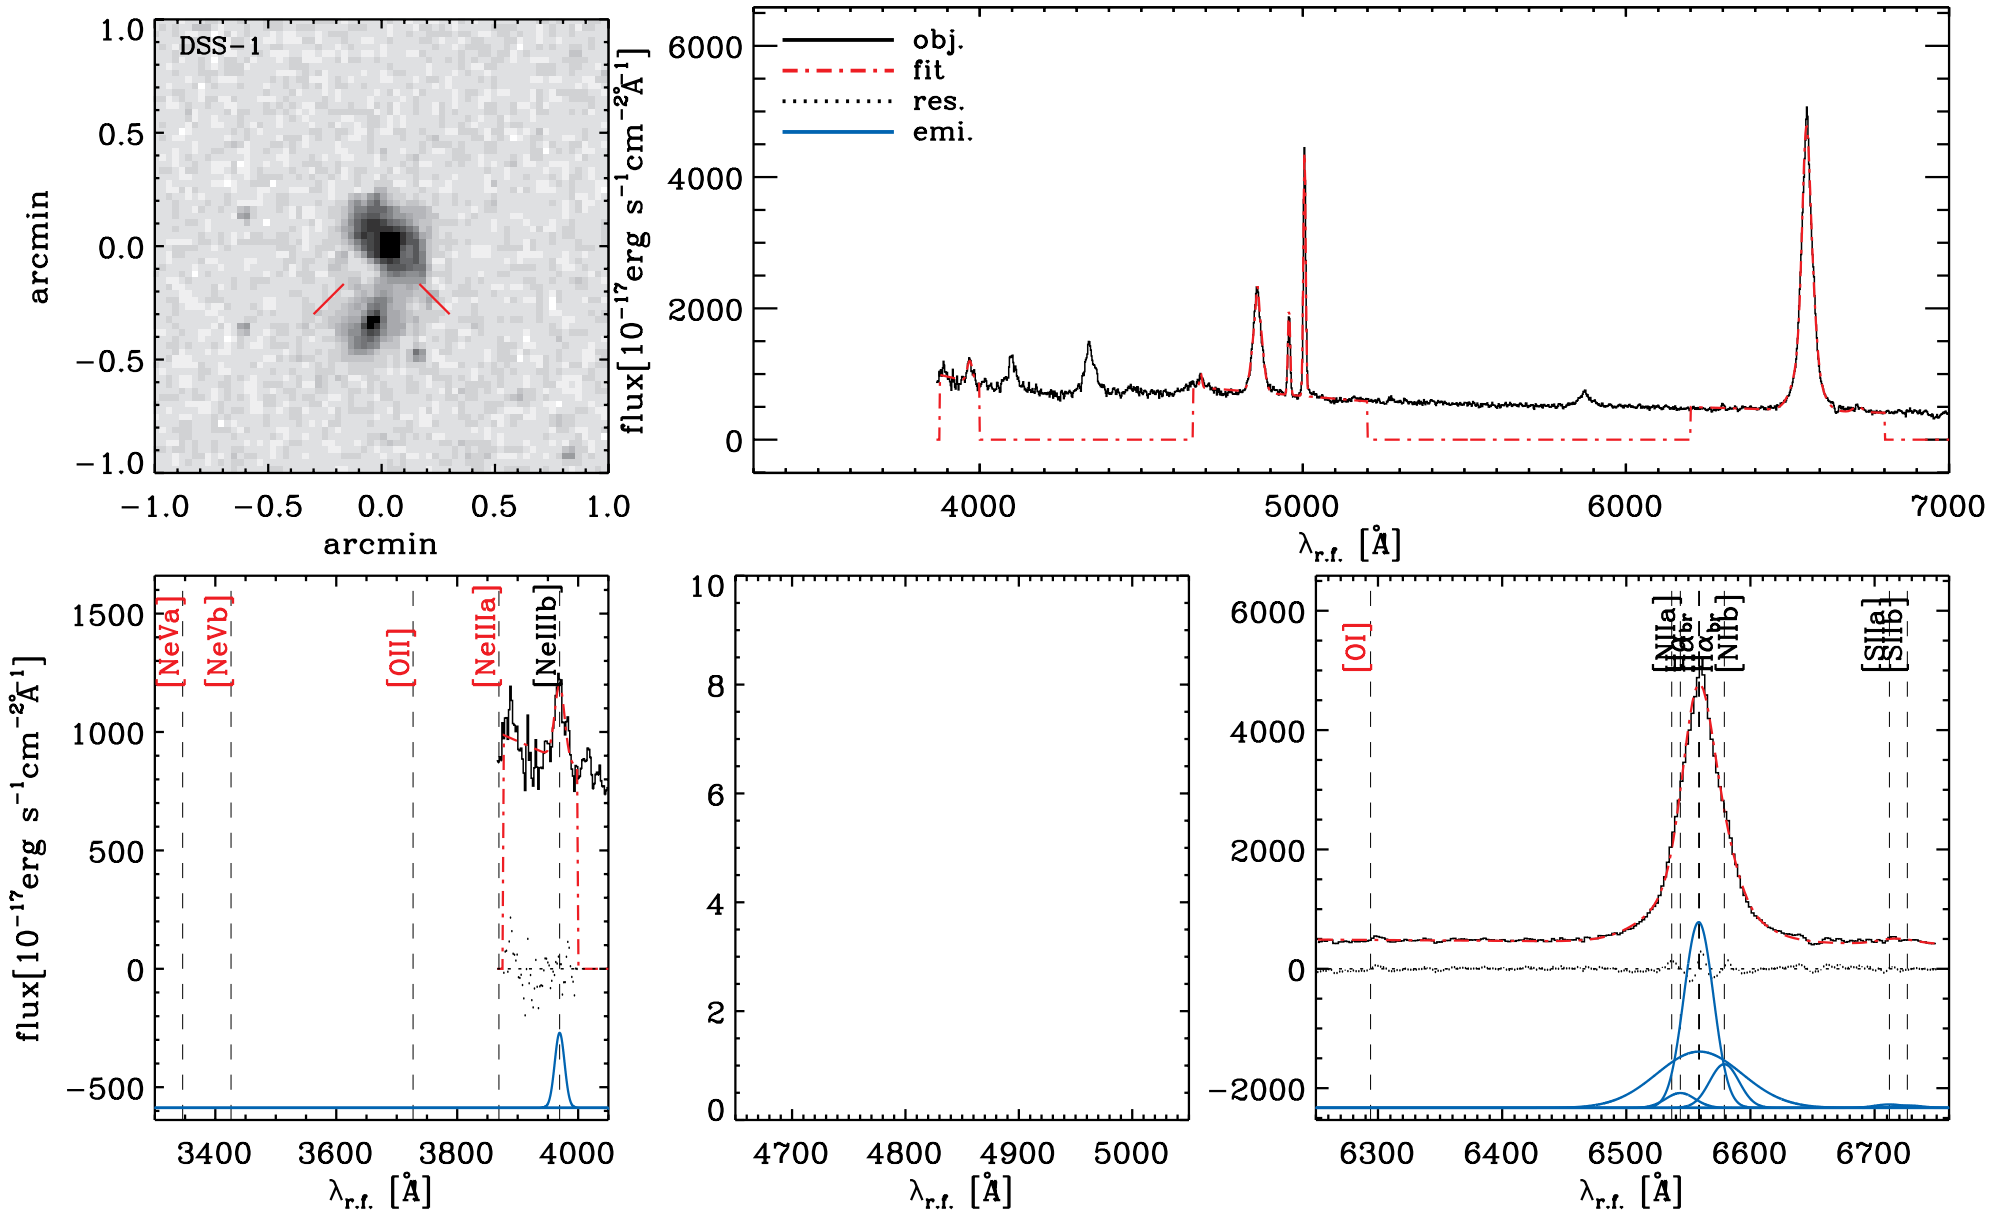 DSS-1
1.0
0.5
0.0
-0.5
-1.0
arcmin
-1.0 -0.5 0.0 0.5 1.0
arcmin
obj.
fit
res.
emi.
6000
4000
2000
0
flux[10⁻¹⁷erg s⁻¹cm⁻²Å⁻¹]
4000 5000 6000 7000
λr.f. [Å]
[NeVa]
[NeVb]
[OII]
[NeIIIa]
[NeIIIb]
1500
1000
500
0
-500
flux[10⁻¹⁷erg s⁻¹cm⁻²Å⁻¹]
3400 3600 3800 4000
λr.f. [Å]
10
8
6
4
2
0
4700 4800 4900 5000
λr.f. [Å]
[OI]
[NIIa]
Hαbr
[NIIb]
[SIIa]
[SIIb]
6000
4000
2000
0
-2000
6300 6400 6500 6600 6700
λr.f. [Å]